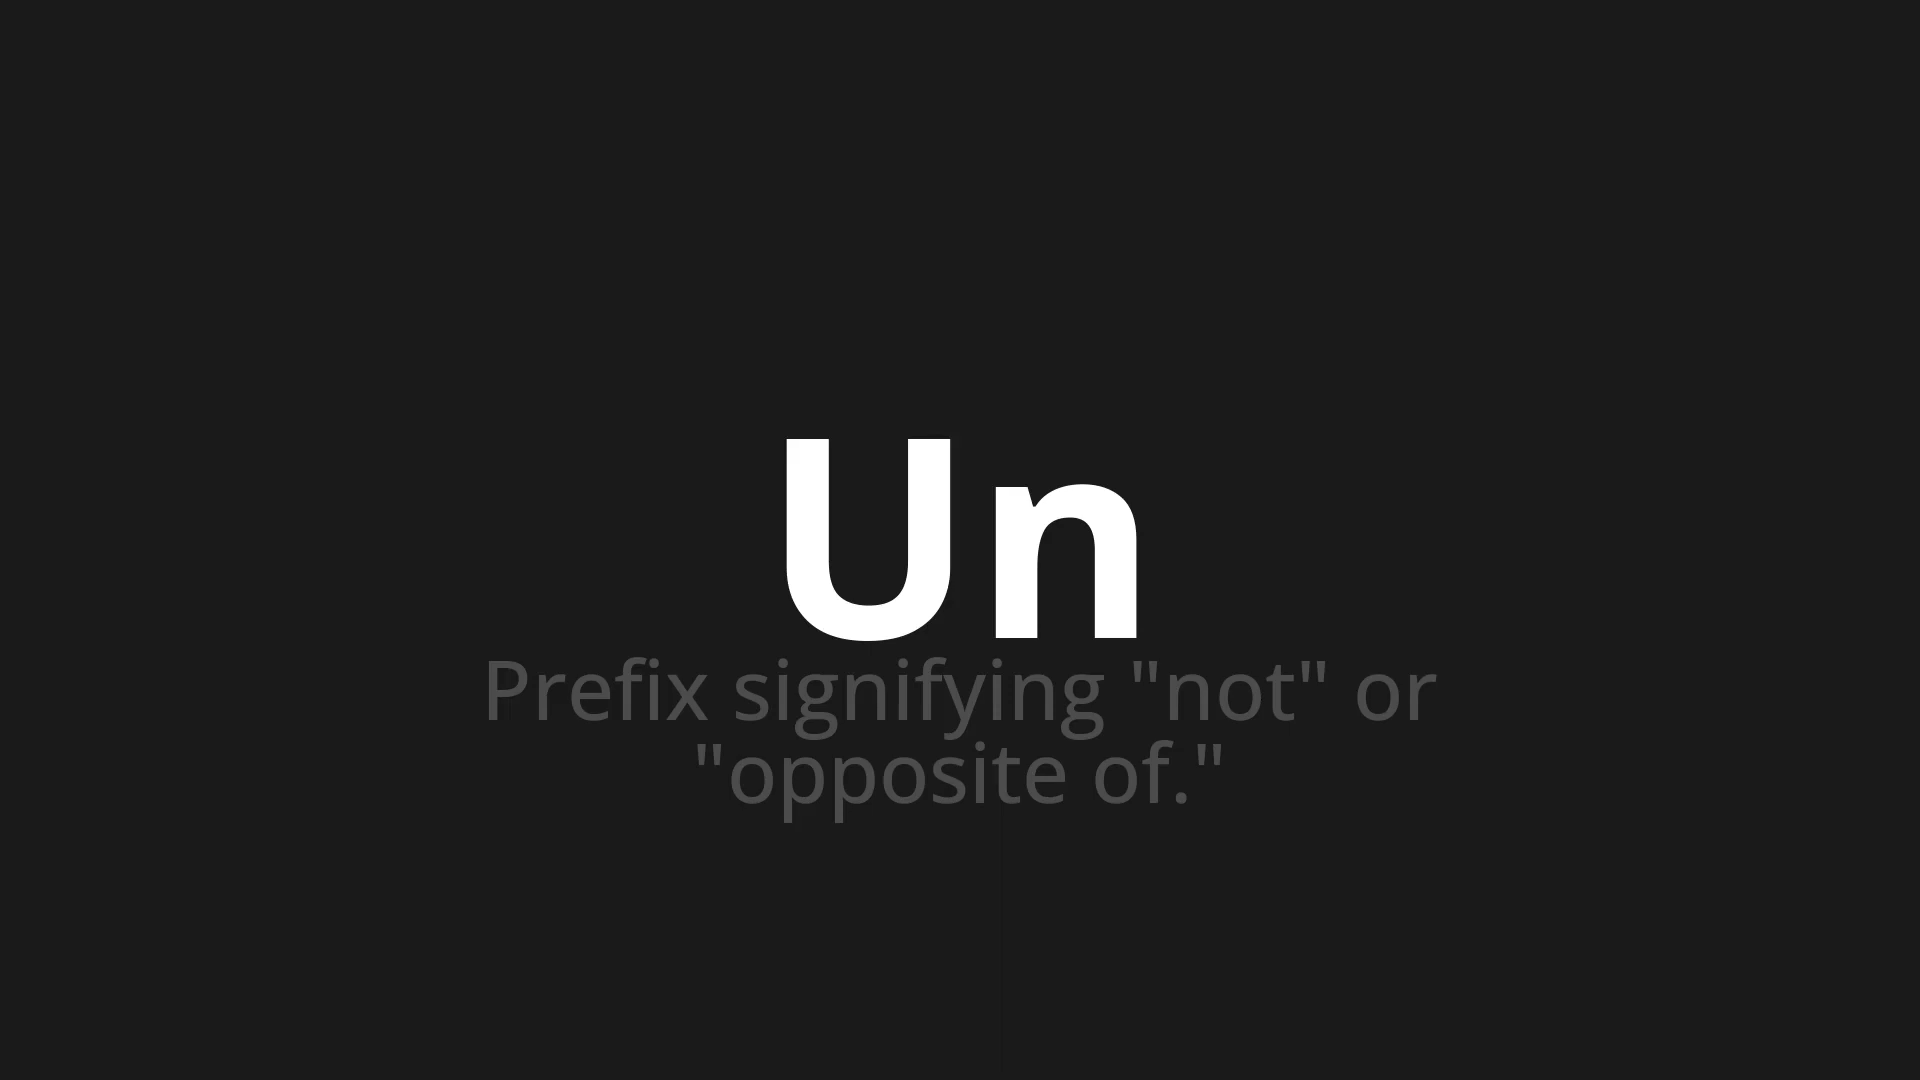 Un
Prefix signifying "not" or
"opposite of."